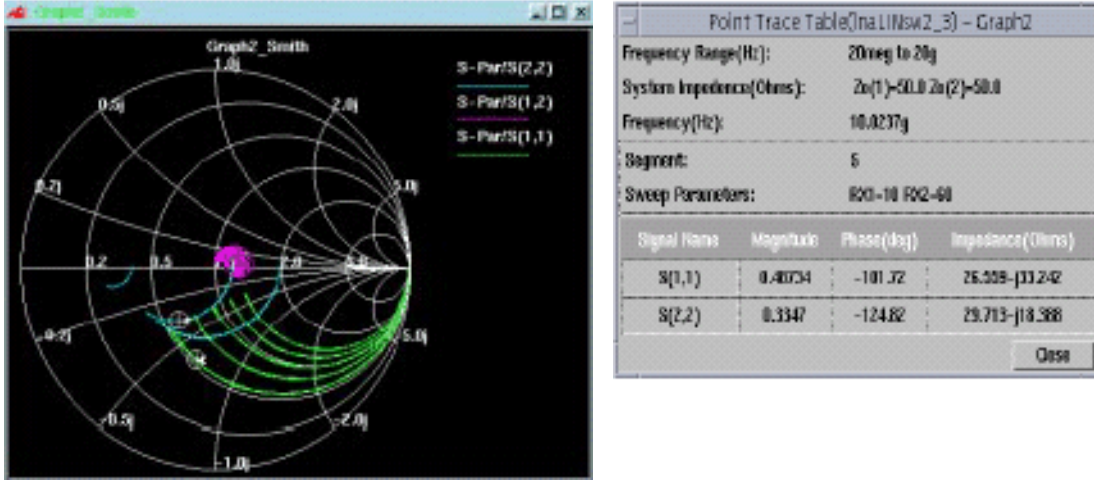 Graph2_Smith
Graph2_Smith
1.0j
0.5j
2.0j
0.2j
5.0j
0.2
0.5
2.0
5.0
-0.2j
-5.0j
-0.5j
-2.0j
-1.0j
S-Par/S(2,2)
S-Par/S(1,2)
S-Par/S(1,1)
Point Trace Table(lnaLINsw2_3) – Graph2
Frequency Range(Hz): 20meg to 20g
System Impedence(Ohms): Zo(1)=50.0 Zo(2)=50.0
Frequency(Hz): 10.0237g
Segment: 5
Sweep Parameters: RX1=10 RX2=60
Signal Name Magnitude Phase(deg) Impedance(Ohms)
S(1,1) -101.72 26.559-j33.242
S(2,2) 0.3347 -124.82 29.713-j18.388
Close